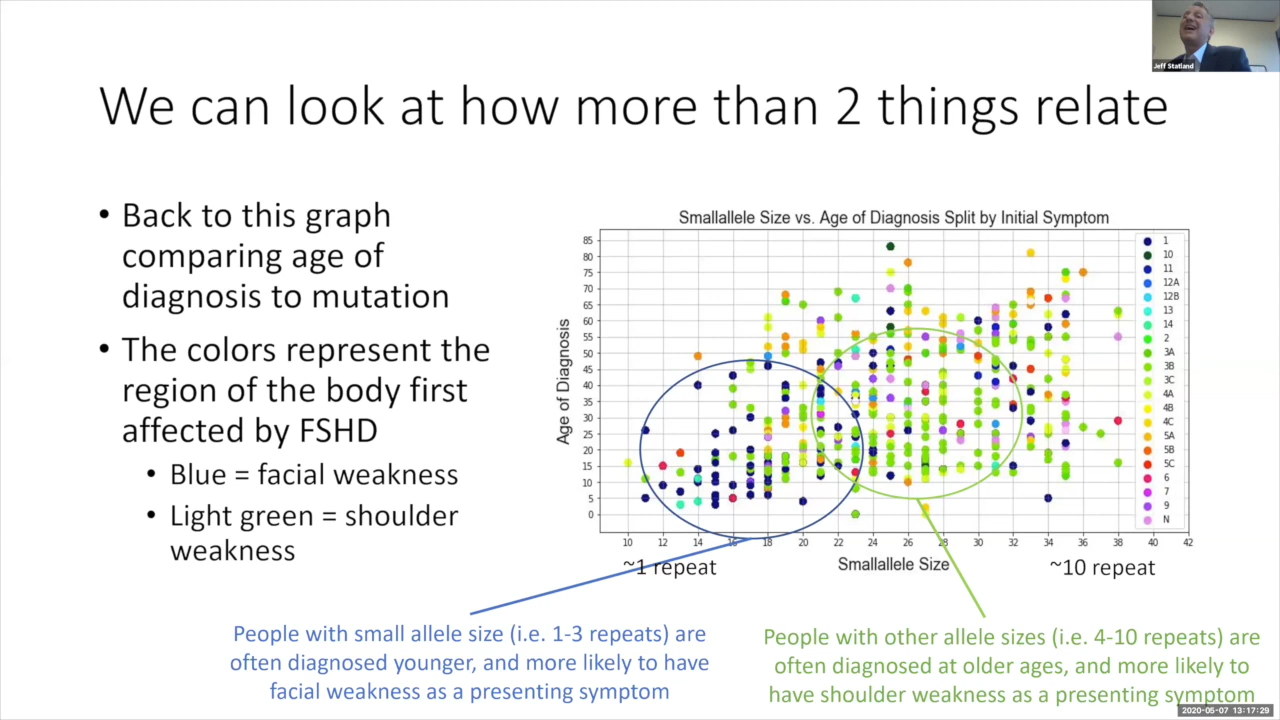 Jeff Statland
We can look at how more than 2 things relate
• Back to this graph
comparing age of
diagnosis to mutation
• The colors represent the
region of the body first
affected by FSHD
• Blue = facial weakness
• Light green = shoulder
weakness
Smallallele Size vs. Age of Diagnosis Split by Initial Symptom
Age of Diagnosis
85
80
75
70
65
60
55
50
45
40
35
30
25
20
15
10
5
0
1
10
11
12A
12B
13
14
2
3A
3B
3C
4A
4B
4C
5A
5B
5C
6
7
9
N
10 12 14 16 18 20 22 24 26 28 30 32 34 36 38 40 42
Smallallele Size
~1 repeat
~10 repeat
People with small allele size (i.e. 1-3 repeats) are
often diagnosed younger, and more likely to have
facial weakness as a presenting symptom
People with other allele sizes (i.e. 4-10 repeats) are
often diagnosed at older ages, and more likely to
have shoulder weakness as a presenting symptom
2020-05-07 13:17:29